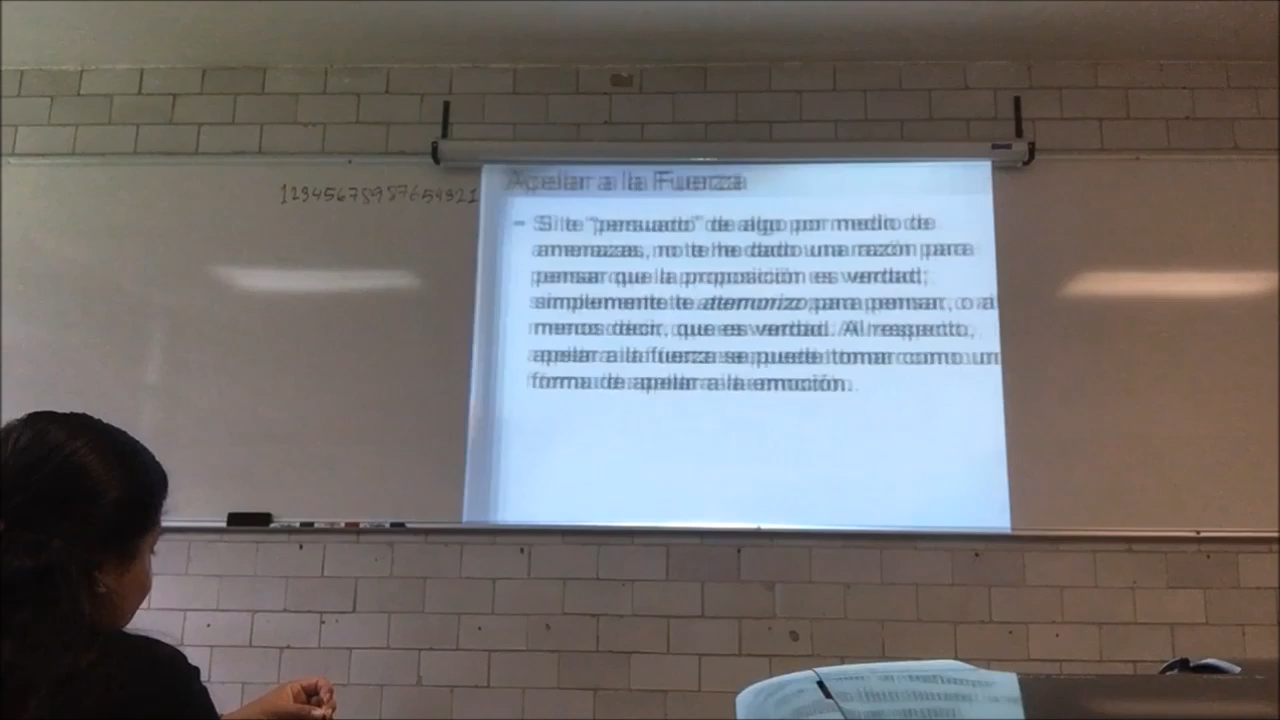 12345678987654321
Apelar a la Fuerza
– Si te "persuado" de algo por medio de
amenazas, no te he dado una razón para
pensar que la proposición es verdad;
simplemente te atemorizo para pensar, o al
menos decir, que es verdad. Al respecto,
apelar a la fuerza se puede tomar como un
forma de apelar a la emoción.